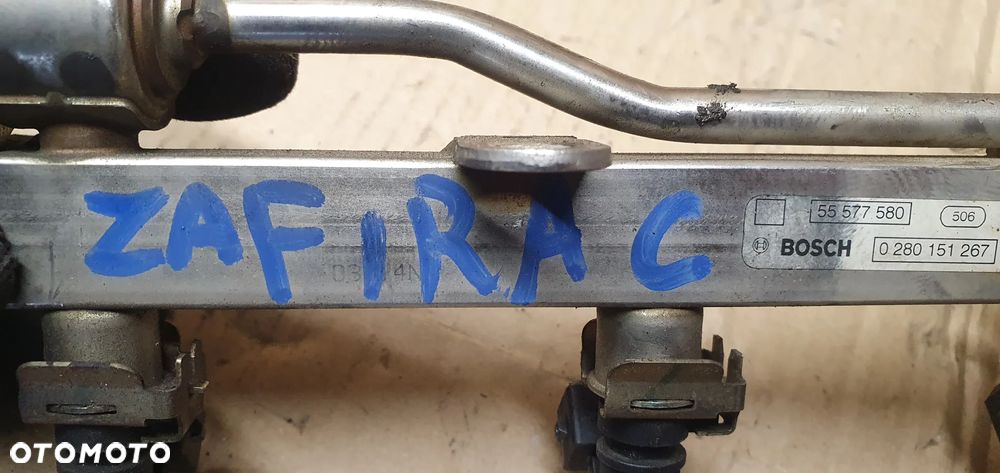 ZAFIRA C
55 577 580 506
BOSCH 0 280 151 267
OTOMOTO